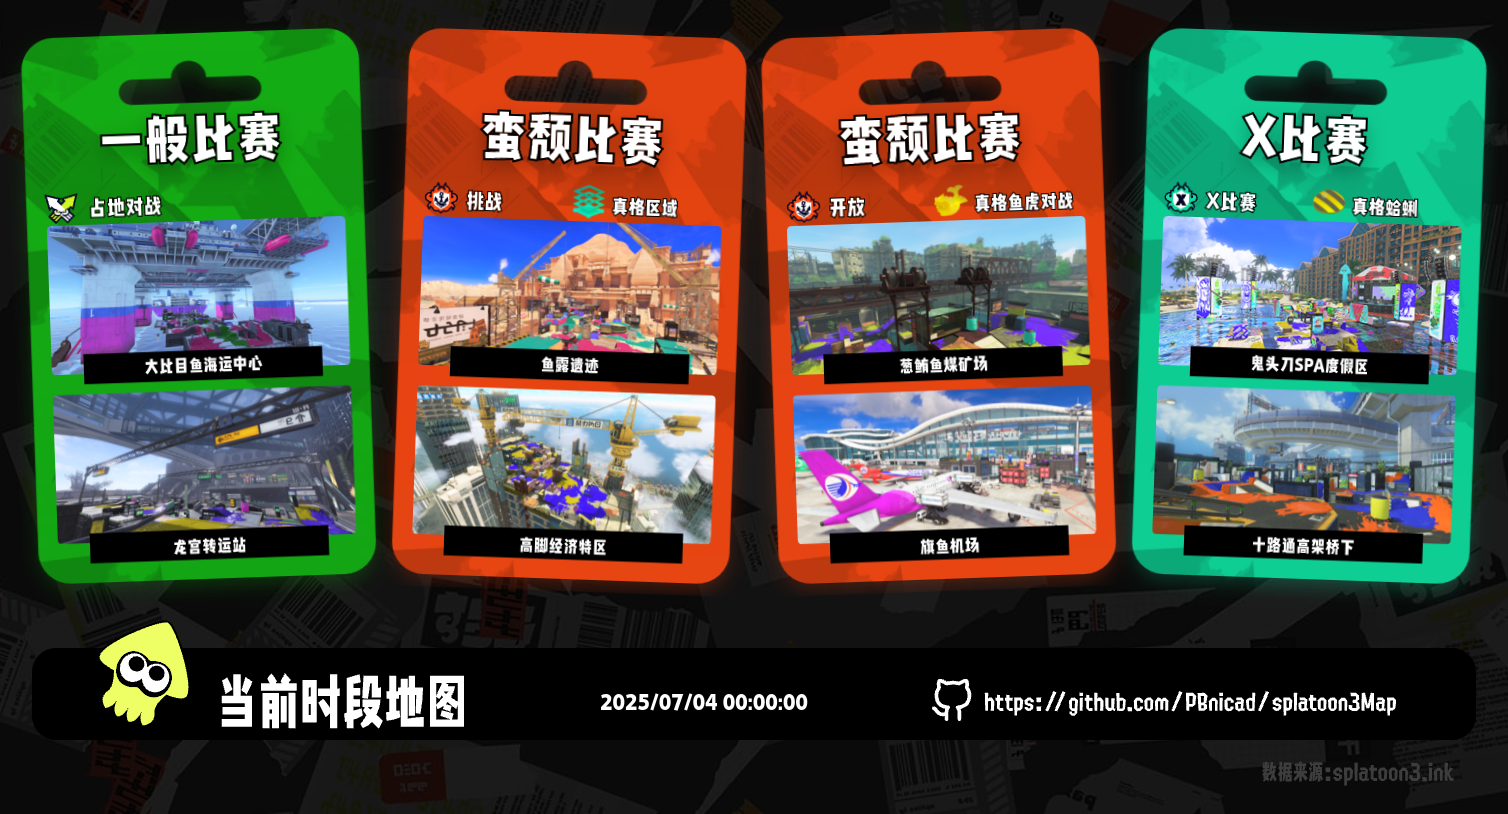 一般比赛
占地对战
大比目鱼海运中心
龙宫转运站
蛮颓比赛
挑战
真格区域
鱼露遗迹
高脚经济特区
蛮颓比赛
开放
真格鱼虎对战
葱鲔鱼煤矿场
旗鱼机场
X比赛
X比赛
真格蛤蜊
鬼头刀SPA度假区
十路通高架桥下
当前时段地图
2025/07/04 00:00:00
https://github.com/PBnicad/splatoon3Map
数据来源:splatoon3.ink